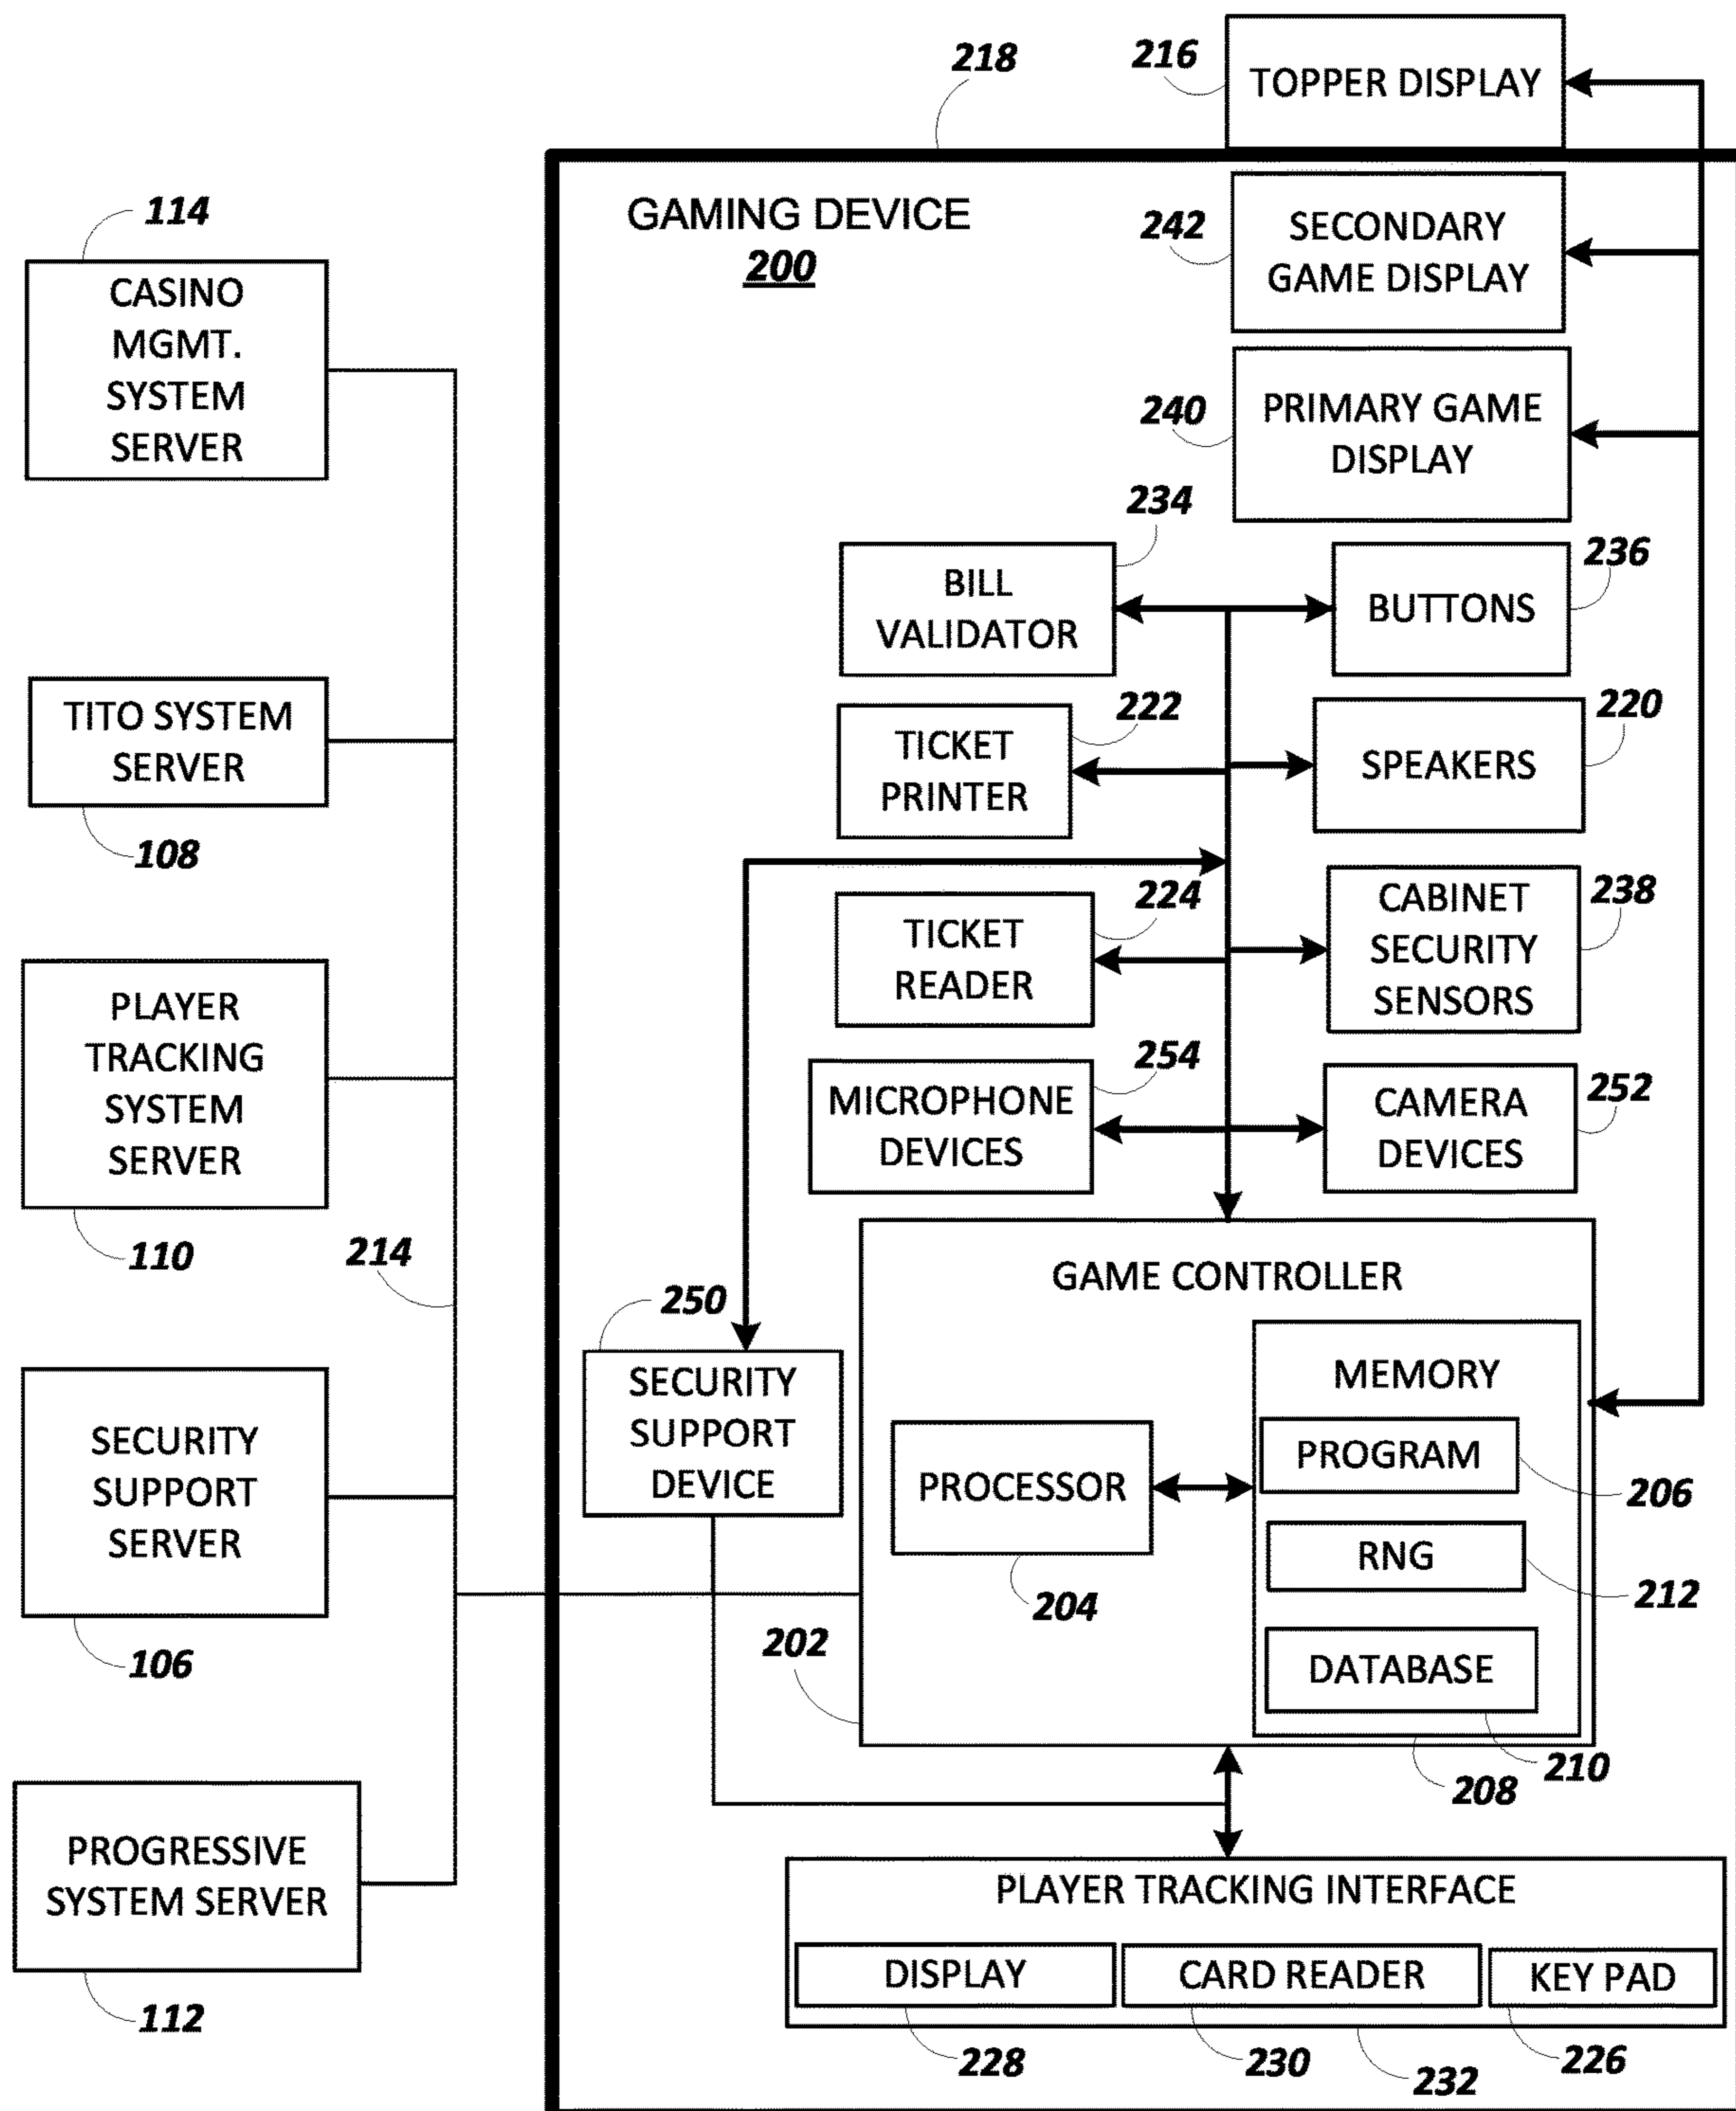 218
216
TOPPER DISPLAY
GAMING DEVICE
200
242
SECONDARY
GAME DISPLAY
114
CASINO
MGMT.
SYSTEM
SERVER
240
PRIMARY GAME
DISPLAY
234
BILL
VALIDATOR
236
BUTTONS
TITO SYSTEM
SERVER
108
222
TICKET
PRINTER
220
SPEAKERS
224
TICKET
READER
238
CABINET
SECURITY
SENSORS
PLAYER
TRACKING
SYSTEM
SERVER
110
214
254
MICROPHONE
DEVICES
252
CAMERA
DEVICES
250
SECURITY
SUPPORT
DEVICE
GAME CONTROLLER
MEMORY
PROGRAM
206
PROCESSOR
204
RNG
212
DATABASE
210
208
202
SECURITY
SUPPORT
SERVER
106
PROGRESSIVE
SYSTEM SERVER
112
PLAYER TRACKING INTERFACE
DISPLAY
CARD READER
KEY PAD
228
230
232
226